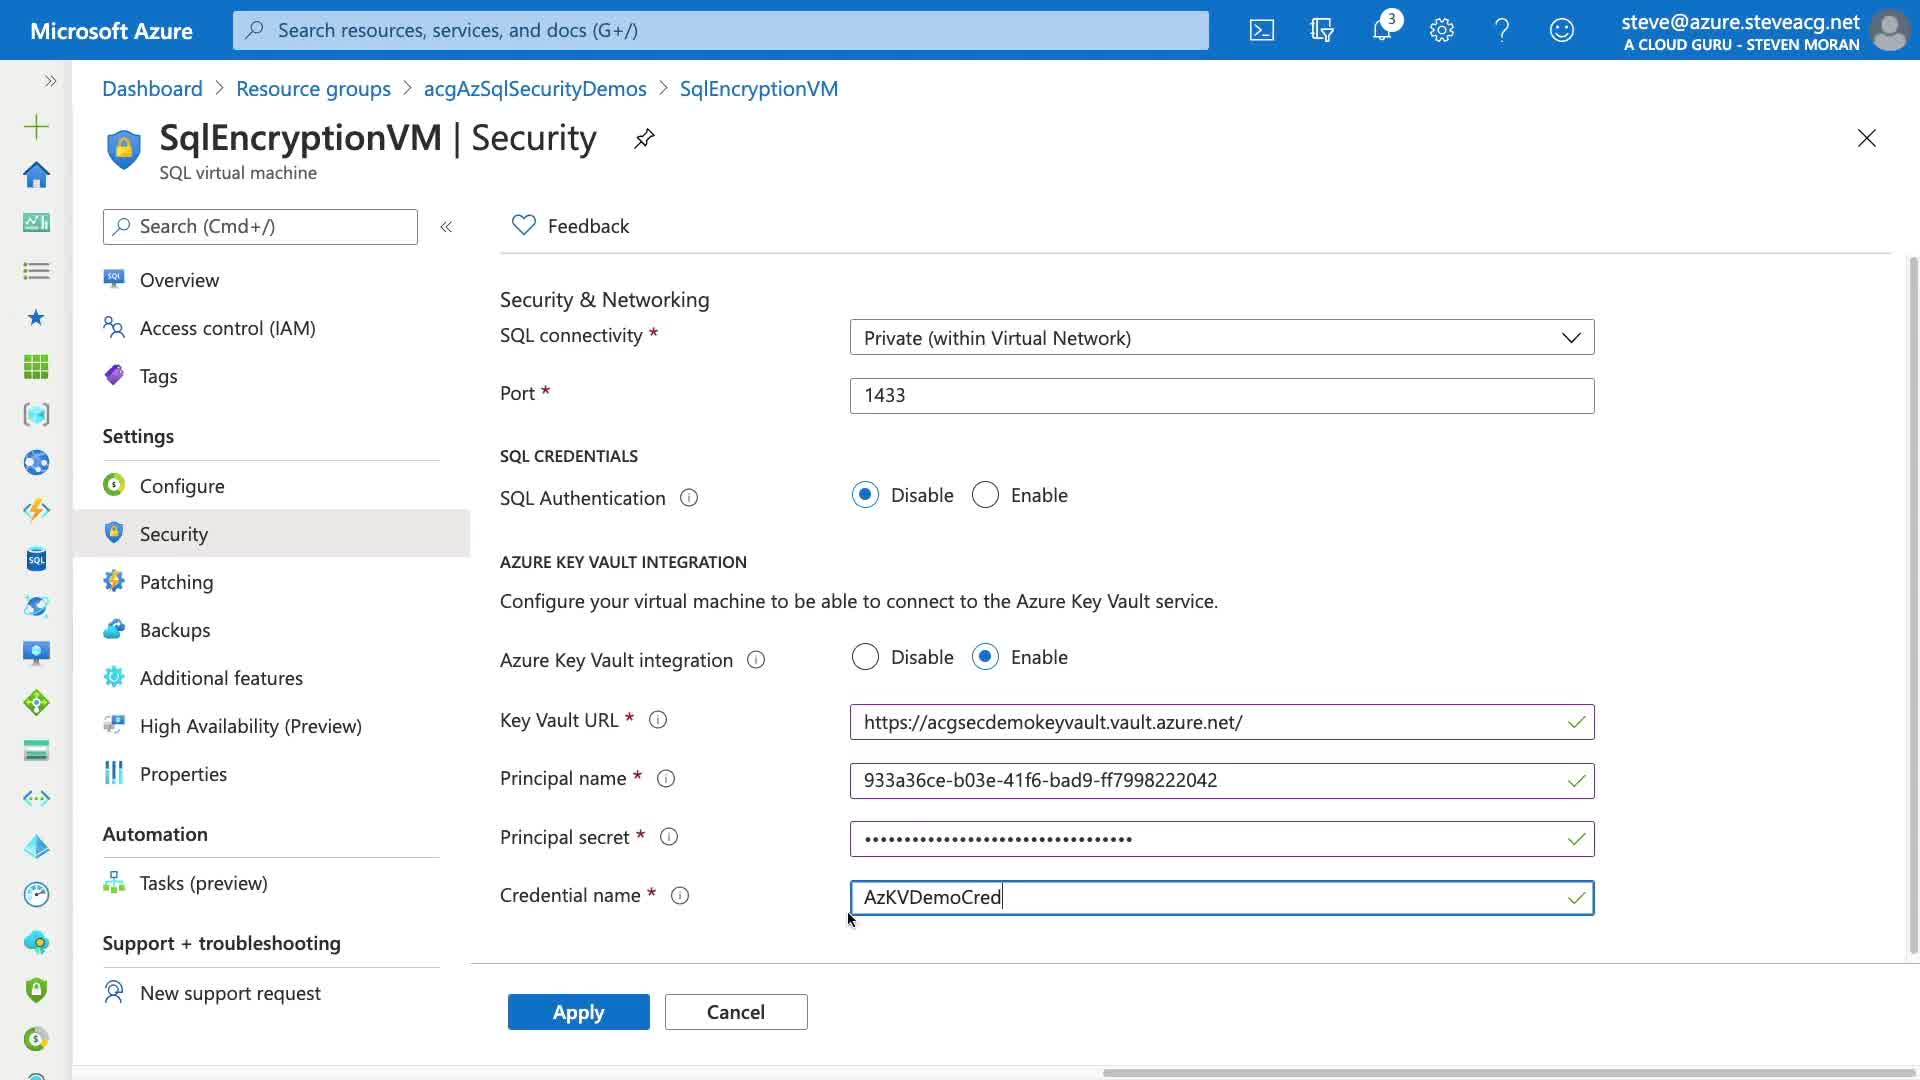 Microsoft Azure
Search resources, services, and docs (G+/)
3
steve@azure.steveacg.net
A CLOUD GURU - STEVEN MORAN
Dashboard > Resource groups > acgAzSqlSecurityDemos > SqlEncryptionVM
SqlEncryptionVM | Security
SQL virtual machine
Search (Cmd+/)
Overview
Access control (IAM)
Tags
Settings
Configure
Security
Patching
Backups
Additional features
High Availability (Preview)
Properties
Automation
Tasks (preview)
Support + troubleshooting
New support request
Feedback
Security & Networking
SQL connectivity *
Private (within Virtual Network)
Port *
1433
SQL CREDENTIALS
SQL Authentication
Disable
Enable
AZURE KEY VAULT INTEGRATION
Configure your virtual machine to be able to connect to the Azure Key Vault service.
Azure Key Vault integration
Disable
Enable
Key Vault URL *
https://acgsecdemokeyvault.vault.azure.net/
Principal name *
933a36ce-b03e-41f6-bad9-ff7998222042
Principal secret *
••••••••••••••••••••••••••••••••••
Credential name *
AzKVDemoCred
Apply
Cancel
SQL
SQL